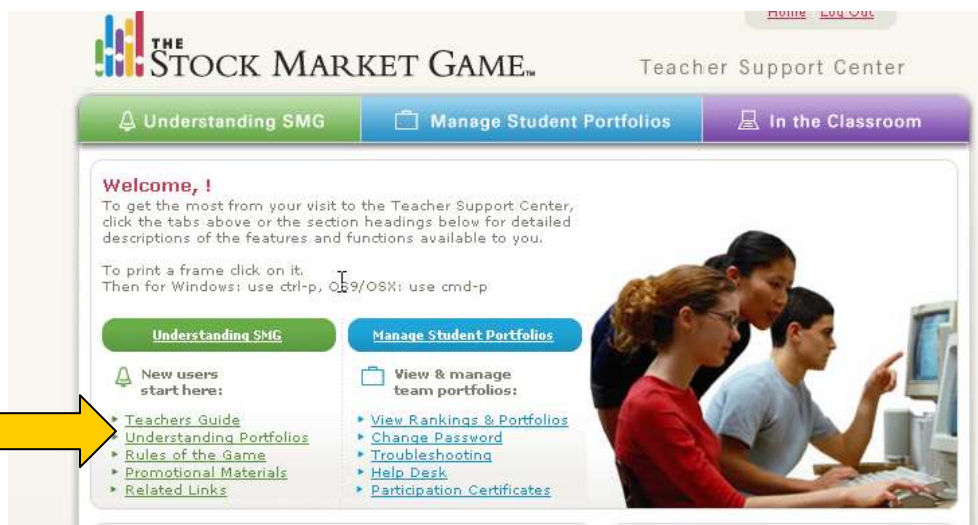 Home Log Out
THE
STOCK MARKET GAME™
Teacher Support Center
Understanding SMG
Manage Student Portfolios
In the Classroom
Welcome, !
To get the most from your visit to the Teacher Support Center,
click the tabs above or the section headings below for detailed
descriptions of the features and functions available to you.
To print a frame click on it.
Then for Windows: use ctrl-p, OS9/OSX: use cmd-p
Understanding SMG
New users
start here:
Teachers Guide
Understanding Portfolios
Rules of the Game
Promotional Materials
Related Links
Manage Student Portfolios
View & manage
team portfolios:
View Rankings & Portfolios
Change Password
Troubleshooting
Help Desk
Participation Certificates